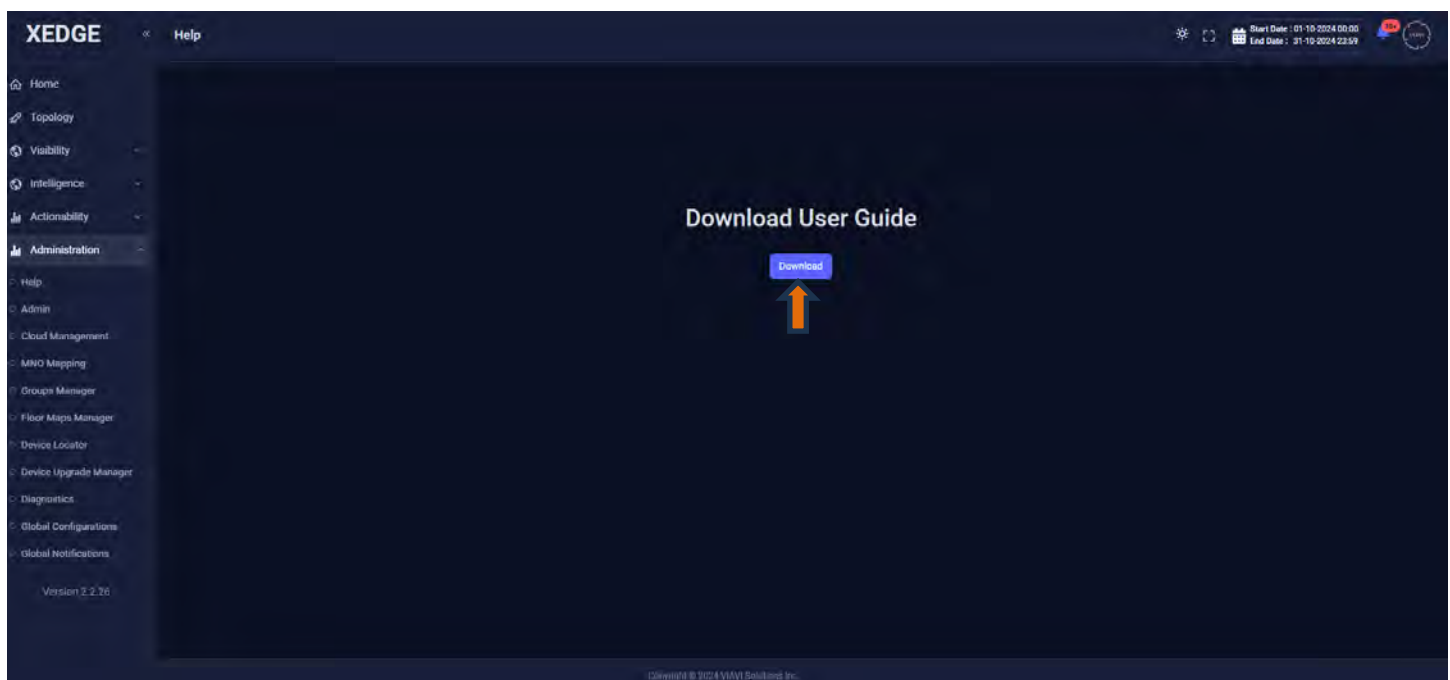 XEDGE
«
Help
Start Date : 01-10-2024 00:00
End Date : 31-10-2024 23:59
Home
Topology
Visibility
Intelligence
Actionability
Administration
Help
Admin
Cloud Management
MNO Mapping
Groups Manager
Floor Maps Manager
Device Locator
Device Upgrade Manager
Diagnostics
Global Configurations
Global Notifications
Version 2.2.26
Download User Guide
Download
Copyright © 2024 VIAVI Solutions Inc.